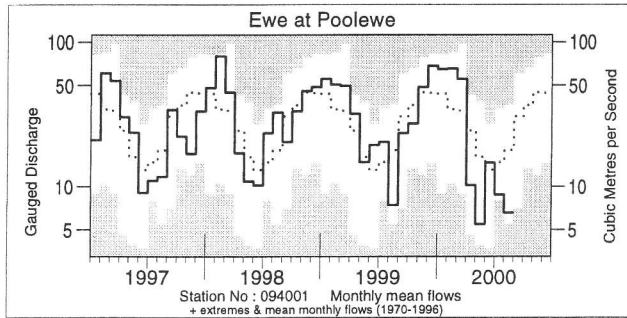 Ewe at Poolewe
100
50
10
5
Gauged Discharge
100
50
10
5
Cubic Metres per Second
1997 1998 1999 2000
Station No : 094001 Monthly mean flows
+ extremes & mean monthly flows (1970-1996)